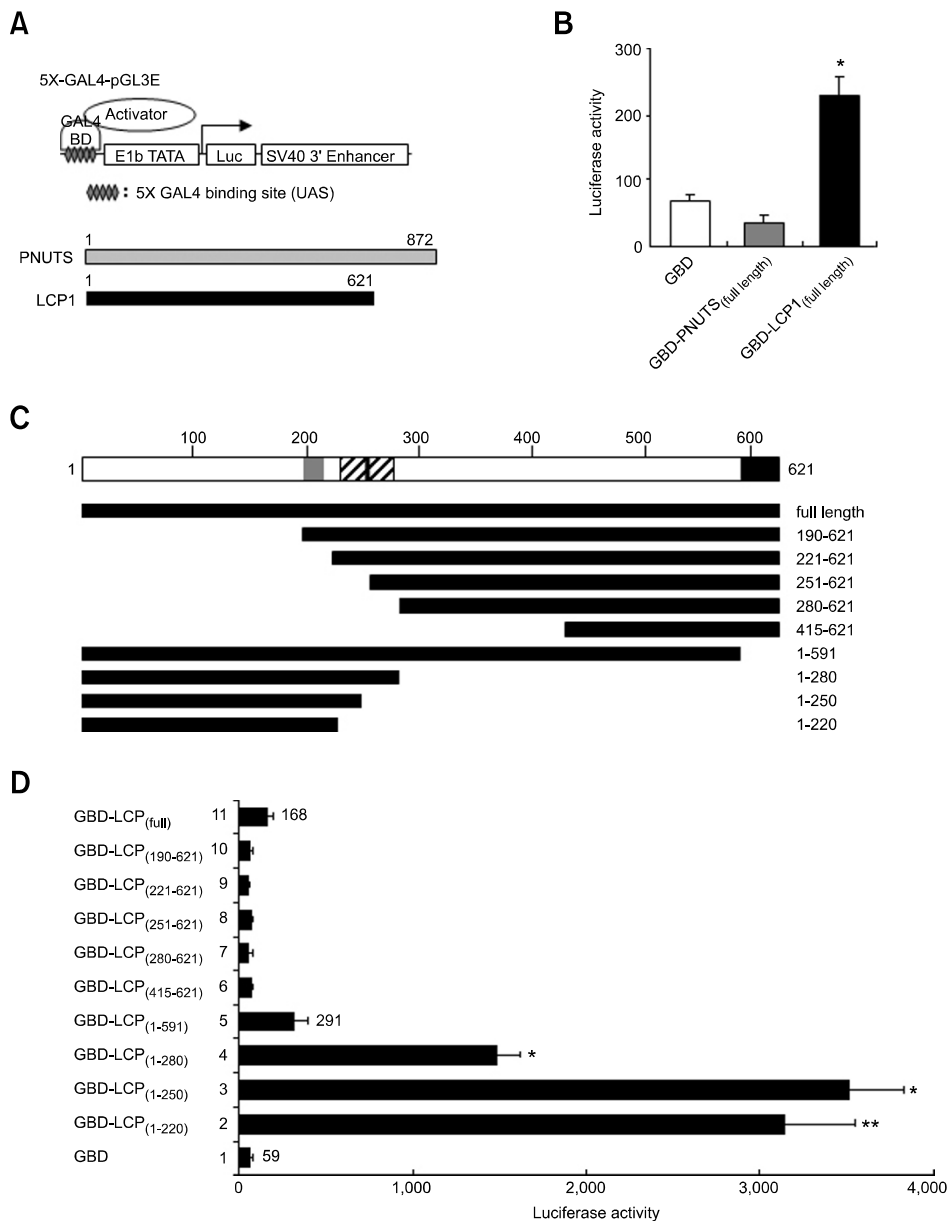 A
5X-GAL4-pGL3E
GAL4
BD
Activator
E1b TATA
Luc
SV40 3' Enhancer
: 5X GAL4 binding site (UAS)
1 872
PNUTS
1 621
LCP1
B
300
200
100
0
Luciferase activity
*
GBD
GBD-PNUTS(full length)
GBD-LCP1(full length)
C
100 200 300 400 500 600
1 621
full length
190-621
221-621
251-621
280-621
415-621
1-591
1-280
1-250
1-220
D
GBD-LCP(full) 11 168
GBD-LCP(190-621) 10
GBD-LCP(221-621) 9
GBD-LCP(251-621) 8
GBD-LCP(280-621) 7
GBD-LCP(415-621) 6
GBD-LCP(1-591) 5 291
GBD-LCP(1-280) 4 *
GBD-LCP(1-250) 3 *
GBD-LCP(1-220) 2 **
GBD 1 59
0 1,000 2,000 3,000 4,000
Luciferase activity